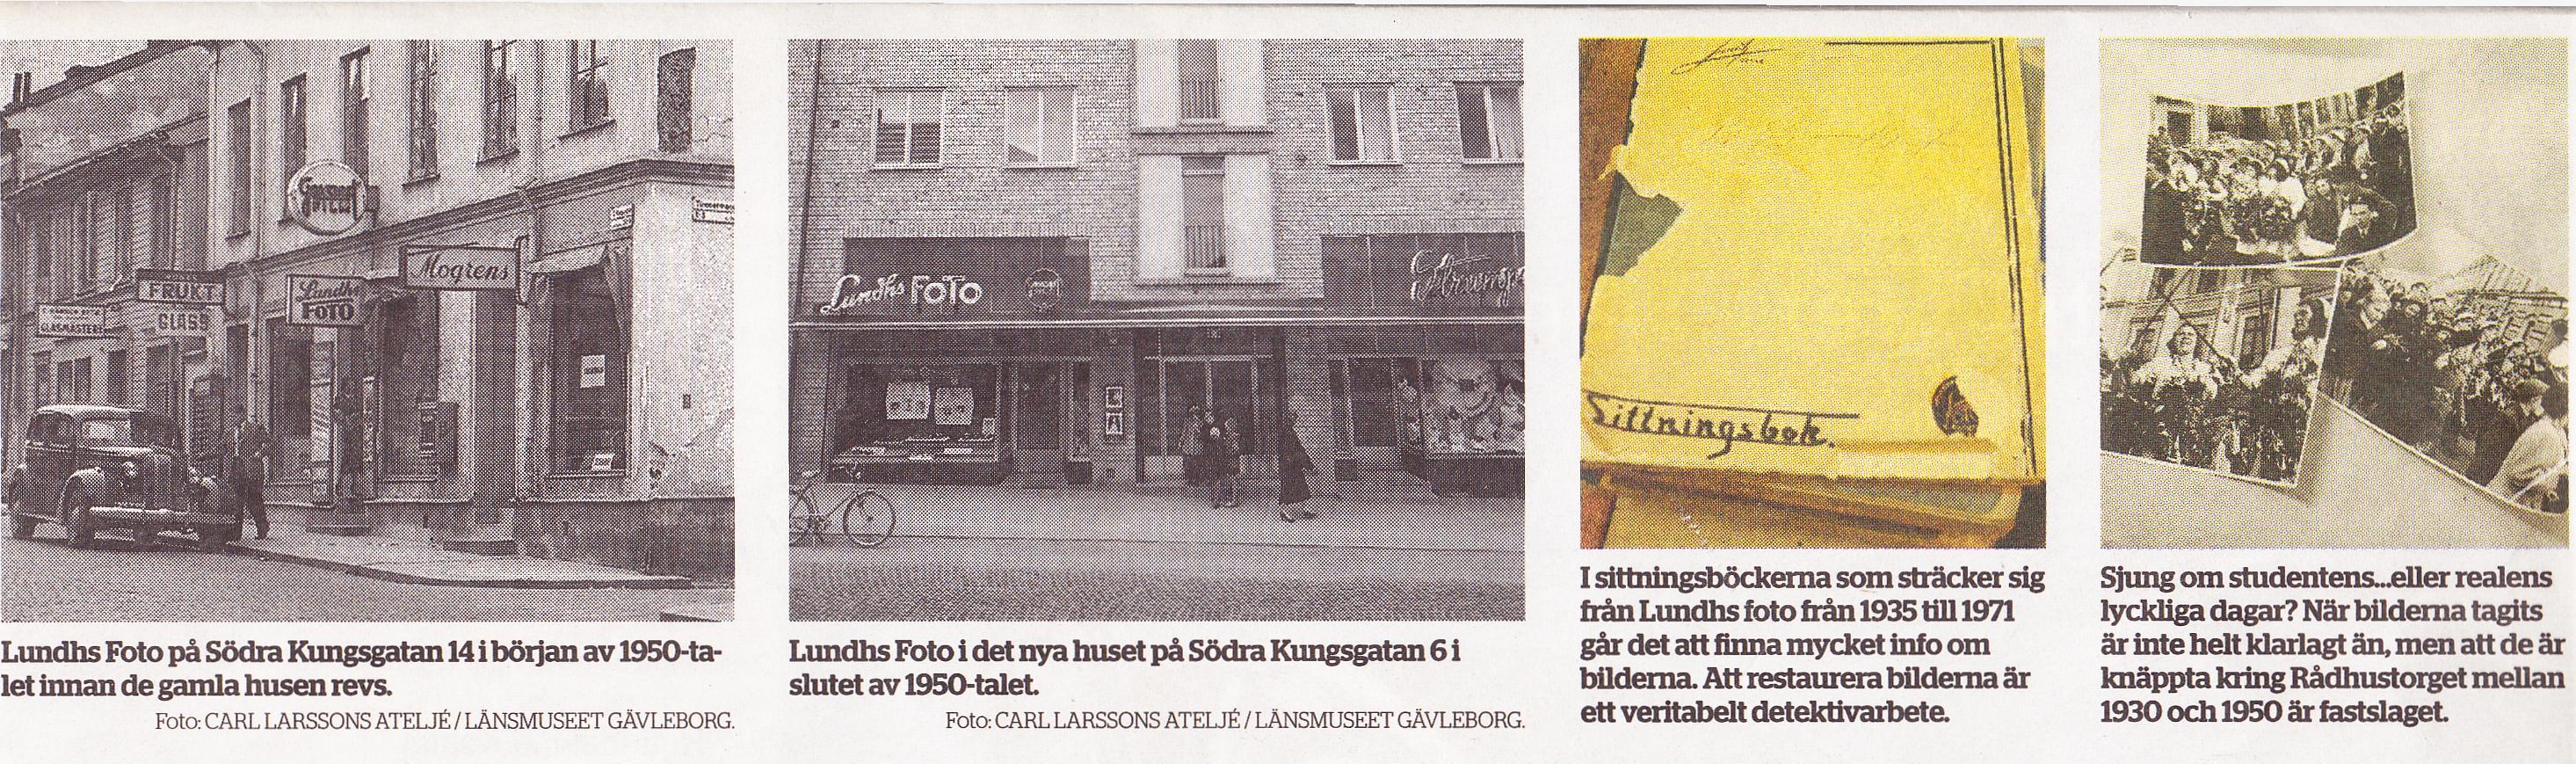 Gevaert
FILM
FRUKT
GLASS
GLASMÄSTERI
Lundhs
FOTO
Mogrens
Lundhs FOTO
Sittningsbok.
Lundhs Foto på Södra Kungsgatan 14 i början av 1950-ta-
let innan de gamla husen revs.
Foto: CARL LARSSONS ATELJÉ / LÄNSMUSEET GÄVLEBORG.
Lundhs Foto i det nya huset på Södra Kungsgatan 6 i
slutet av 1950-talet.
Foto: CARL LARSSONS ATELJÉ / LÄNSMUSEET GÄVLEBORG.
I sittningsböckerna som sträcker sig
från Lundhs foto från 1935 till 1971
går det att finna mycket info om
bilderna. Att restaurera bilderna är
ett veritabelt detektivarbete.
Sjung om studentens...eller realens
lyckliga dagar? När bilderna tagits
är inte helt klarlagt än, men att de är
knäppta kring Rådhustorget mellan
1930 och 1950 är fastslaget.